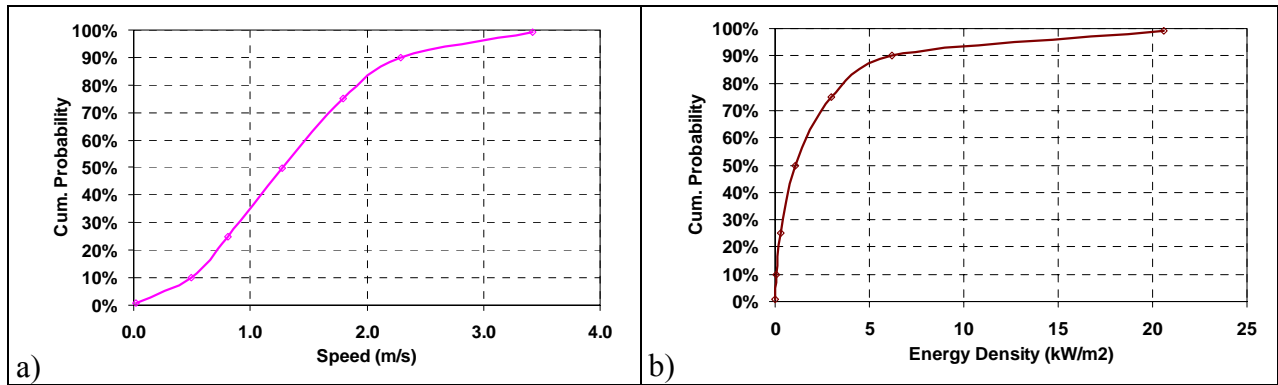 100%
90%
80%
70%
60%
50%
40%
30%
20%
10%
0%
Cum. Probability
0.0 1.0 2.0 3.0 4.0
Speed (m/s)
a)
100%
90%
80%
70%
60%
50%
40%
30%
20%
10%
0%
Cum. Probability
0 5 10 15 20 25
Energy Density (kW/m2)
b)